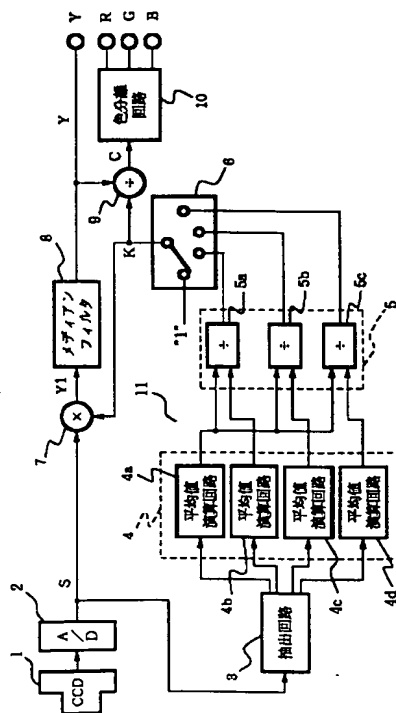 1
CCD
2
A/D
S
7
×
Y1
8
メディアン
フィルタ
Y
Y
R
G
B
9
÷
C
色分離
回路
10
K
6
"1"
11
3
抽出回路
4
4a
平均値
演算回路
4b
平均値
演算回路
4c
平均値
演算回路
4d
平均値
演算回路
5
5a
÷
5b
÷
5c
÷